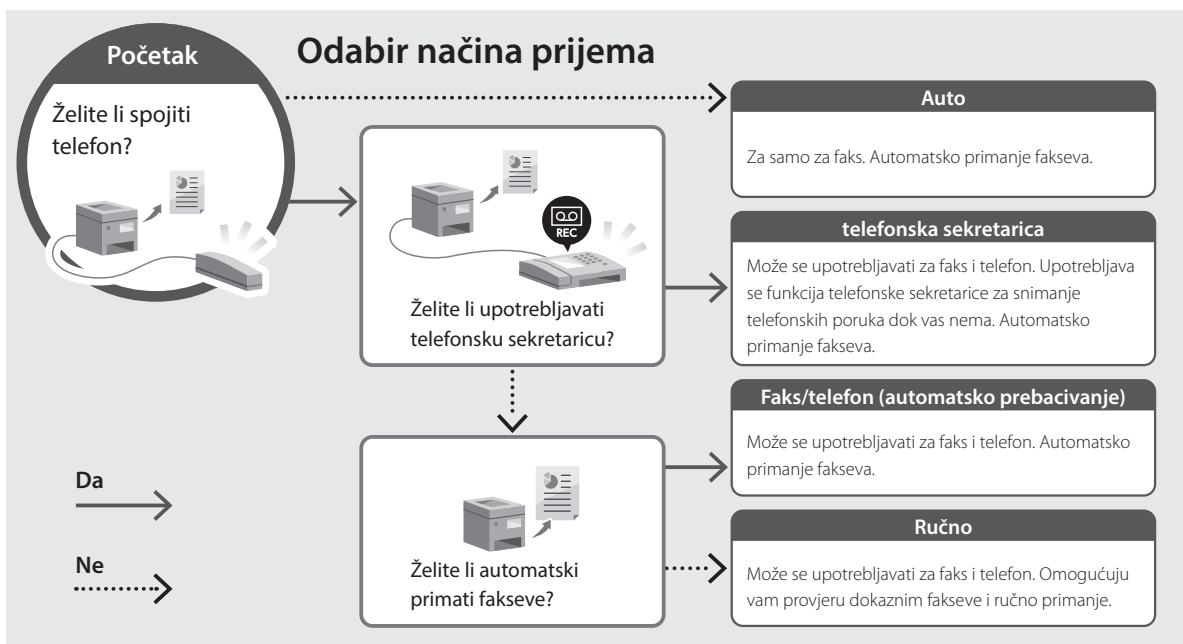 Početak
Odabir načina prijema
Želite li spojiti
telefon?
Auto
Za samo za faks. Automatsko primanje fakseva.
REC
Želite li upotrebljavati
telefonsku sekretaricu?
telefonska sekretarica
Može se upotrebljavati za faks i telefon. Upotrebljava
se funkcija telefonske sekretarice za snimanje
telefonskih poruka dok vas nema. Automatsko
primanje fakseva.
Faks/telefon (automatsko prebacivanje)
Može se upotrebljavati za faks i telefon. Automatsko
primanje fakseva.
Želite li automatski
primati fakseve?
Ručno
Može se upotrebljavati za faks i telefon. Omogućuju
vam provjeru dokaznim fakseve i ručno primanje.
Da
Ne